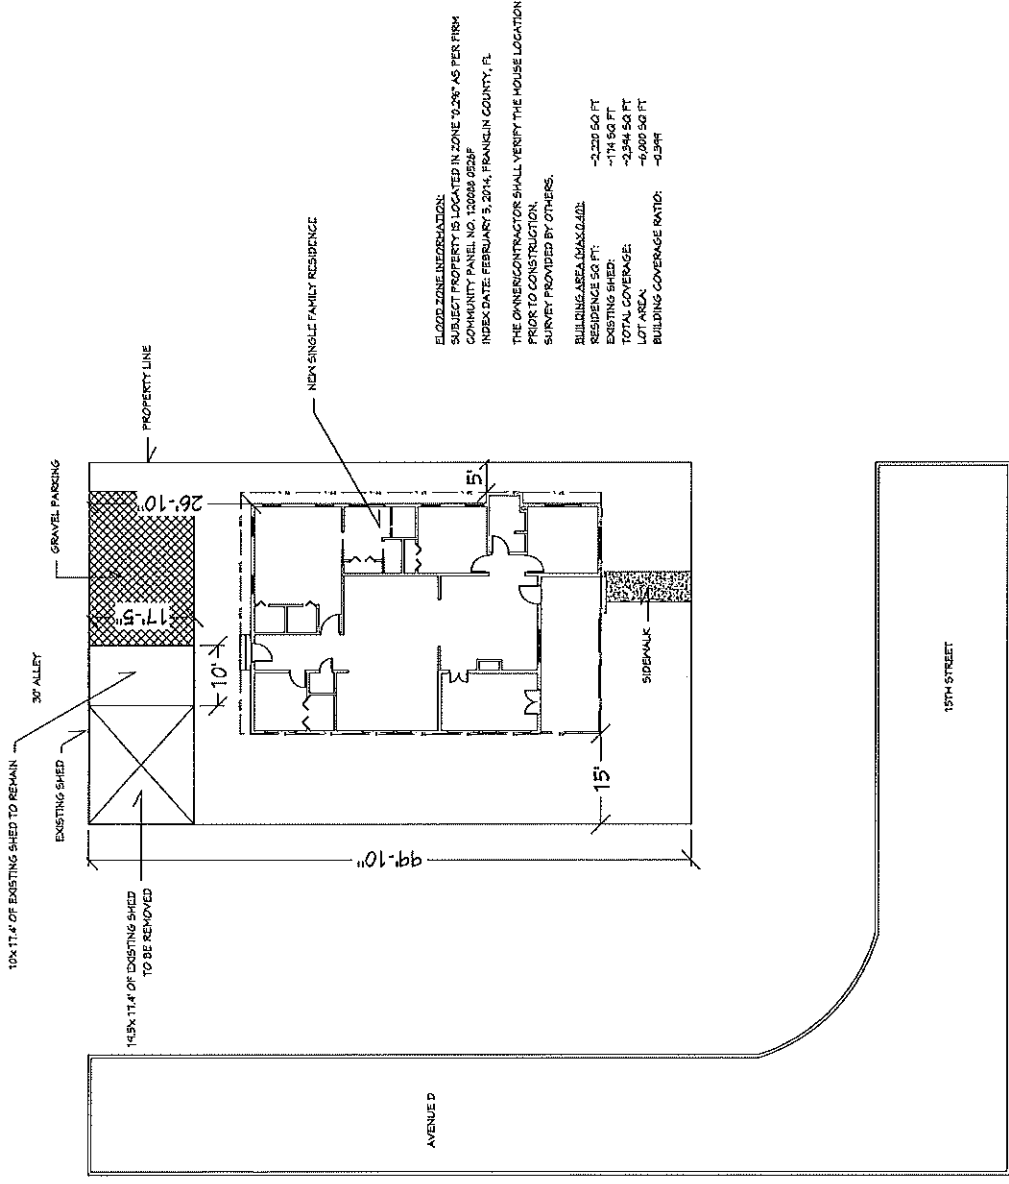 10'x 17.4' OF EXISTING SHED TO REMAIN
30' ALLEY
EXISTING SHED
GRAVEL PARKING
PROPERTY LINE
14.5'x 17.4' OF EXISTING SHED
TO BE REMOVED
17'-5"
10'
26'-10"
NEW SINGLE FAMILY RESIDENCE
5'
15'
99'-10"
SIDEWALK
AVENUE D
15TH STREET
FLOOD ZONE INFORMATION:
SUBJECT PROPERTY IS LOCATED IN ZONE "0.2%" AS PER FIRM
COMMUNITY PANEL NO. 120088 0526F
INDEX DATE: FEBRUARY 5, 2014, FRANKLIN COUNTY, FL
THE OWNER/CONTRACTOR SHALL VERIFY THE HOUSE LOCATION
PRIOR TO CONSTRUCTION.
SURVEY PROVIDED BY OTHERS.
BUILDING AREA (MAX 0.40):
RESIDENCE SQ FT: ~2,220 SQ FT
EXISTING SHED: ~174 SQ FT
TOTAL COVERAGE: ~2,394 SQ FT
LOT AREA: ~6,000 SQ FT
BUILDING COVERAGE RATIO: ~0.399